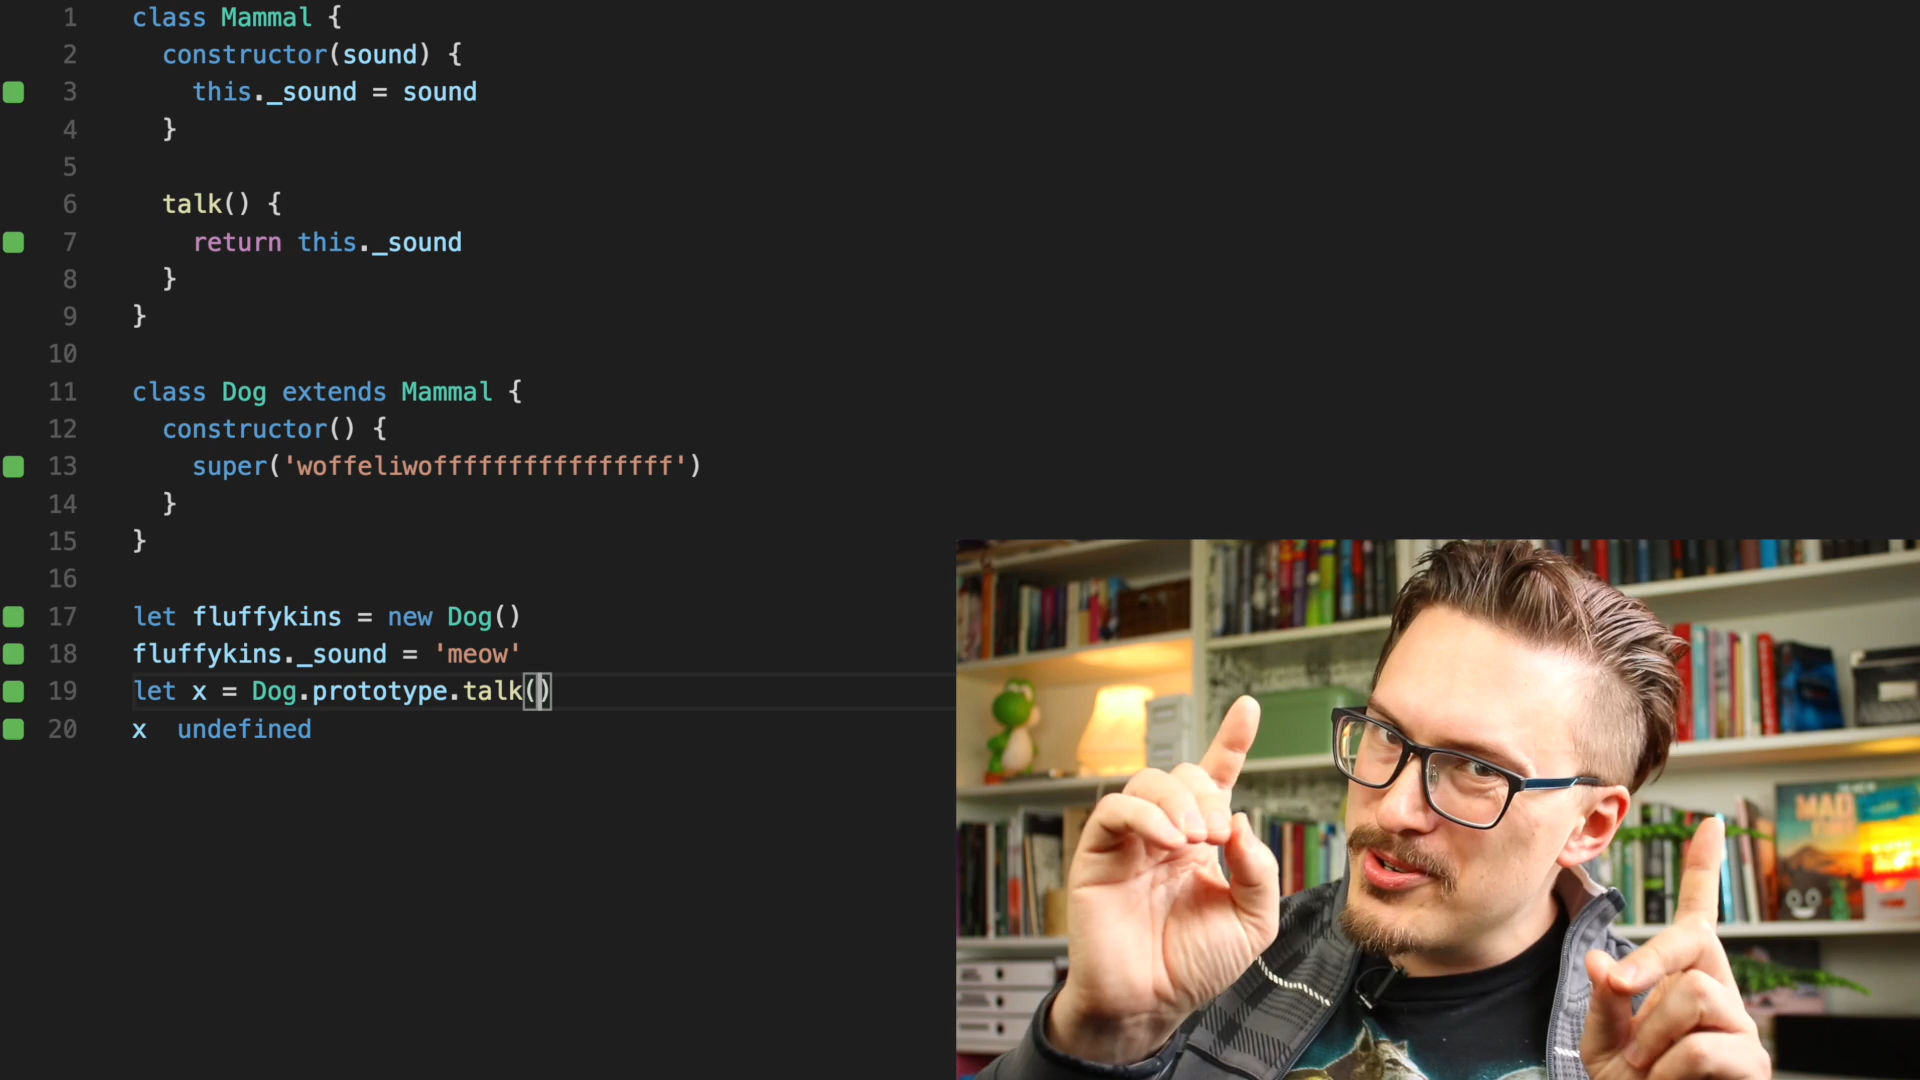 1 class Mammal {
2 constructor(sound) {
3 this._sound = sound
4 }
5
6 talk() {
7 return this._sound
8 }
9 }
10
11 class Dog extends Mammal {
12 constructor() {
13 super('woffeliwoffffffffffffffff')
14 }
15 }
16
17 let fluffykins = new Dog()
18 fluffykins._sound = 'meow'
19 let x = Dog.prototype.talk()
20 x undefined
MAD